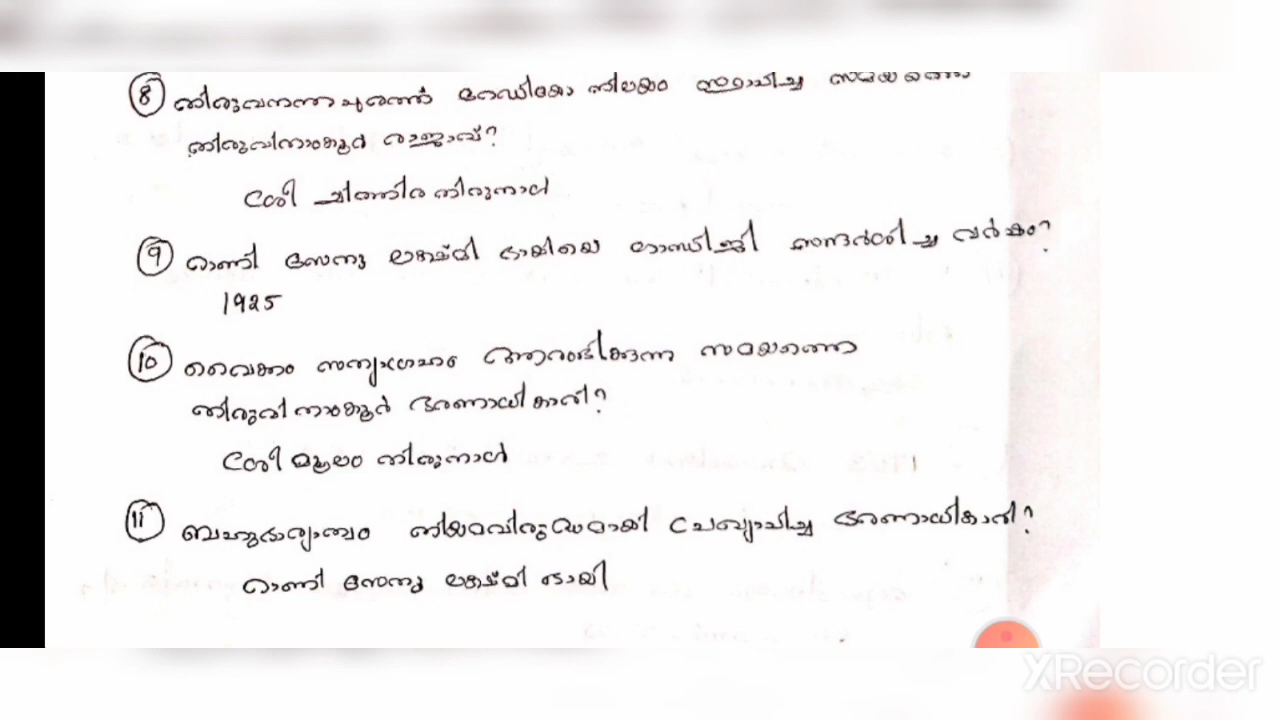 8 തിരുവനന്തപുരത്ത് റേഡിയോ നിലയം സ്ഥാപിച്ച സമയത്തെ
തിരുവിതാംകൂർ രാജാവ്?
ശ്രീ ചിത്തിര തിരുനാൾ
9 റാണി സേതു ലക്ഷ്മി ഭായിയെ ഗാന്ധിജി സന്ദർശിച്ച വർഷം?
1925
10 വൈക്കം സത്യാഗ്രഹം ആരംഭിക്കുന്ന സമയത്തെ
തിരുവിതാംകൂർ ഭരണാധികാരി?
ശ്രീമൂലം തിരുനാൾ
11 ബഹുഭാര്യാത്വം നിയമവിരുദ്ധമായി പ്രഖ്യാപിച്ച ഭരണാധികാരി?
റാണി സേതു ലക്ഷ്മി ഭായി
XRecorder